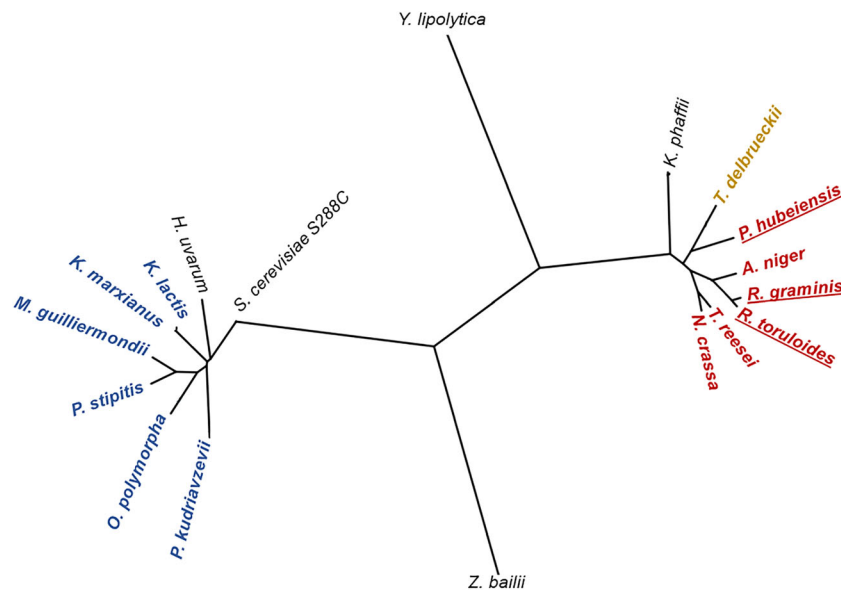 Y. lipolytica
K. phaffii
T. delbrueckii
P. hubeiensis
A. niger
R. graminis
R. toruloides
T. reesei
N. crassa
S. cerevisiae S288C
H. uvarum
K. lactis
K. marxianus
M. guilliermondii
P. stipitis
O. polymorpha
P. kudriavzevii
Z. bailii